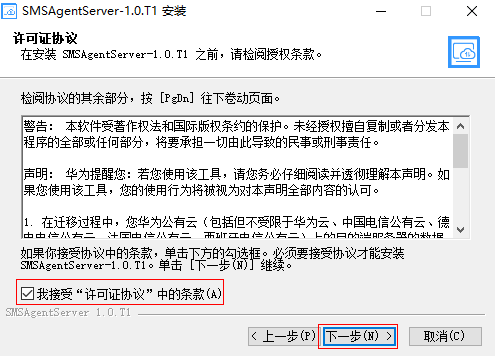 SMSAgentServer-1.0.T1 安装
许可证协议
在安装 SMSAgentServer-1.0.T1 之前，请检阅授权条款。
检阅协议的其余部分，按 [PgDn] 往下卷动页面。
警告： 本软件受著作权法和国际版权条约的保护。未经授权擅自复制或者分发本
程序的全部或任何部分，将要承担一切由此导致的民事或刑事责任。
声明： 华为提醒您：若您使用该工具，请您务必仔细阅读并透彻理解本声明。如
果您使用该工具，您的使用行为将被视为对本声明全部内容的认可。
1. 在迁移过程中，您华为公有云（包括但不受限于华为云、中国电信公有云、德
如果你接受协议中的条款，单击下方的勾选框。必须要接受协议才能安装
SMSAgentServer-1.0.T1。单击 [下一步(N)] 继续。
我接受“许可证协议”中的条款(A)
SMSAgentServer-1.0.T1
< 上一步(P) 下一步(N) > 取消(C)